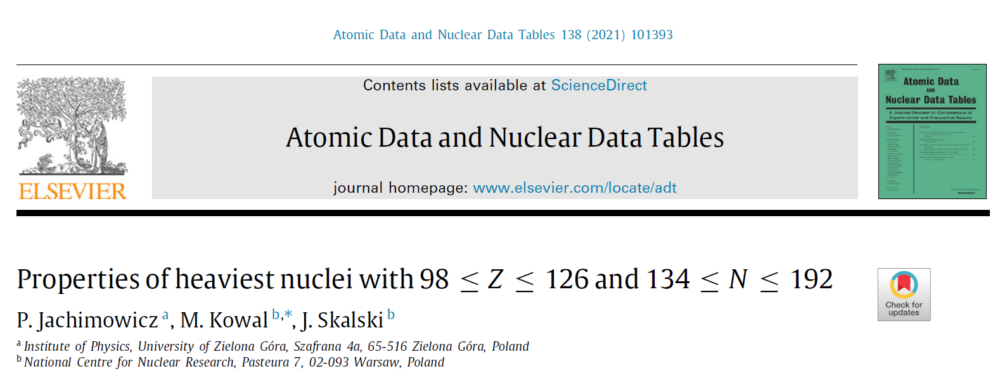 Atomic Data and Nuclear Data Tables 138 (2021) 101393
Contents lists available at ScienceDirect
Atomic Data and Nuclear Data Tables
journal homepage: www.elsevier.com/locate/adt
NON SOLUS
ELSEVIER
Atomic Data
AND
Nuclear Data Tables
A Journal Devoted to Compilations of
Experimental and Theoretical Results
ScienceDirect
Properties of heaviest nuclei with 98 ≤ Z ≤ 126 and 134 ≤ N ≤ 192
Check for
updates
P. Jachimowicz a, M. Kowal b,*, J. Skalski b
a Institute of Physics, University of Zielona Góra, Szafrana 4a, 65-516 Zielona Góra, Poland
b National Centre for Nuclear Research, Pasteura 7, 02-093 Warsaw, Poland